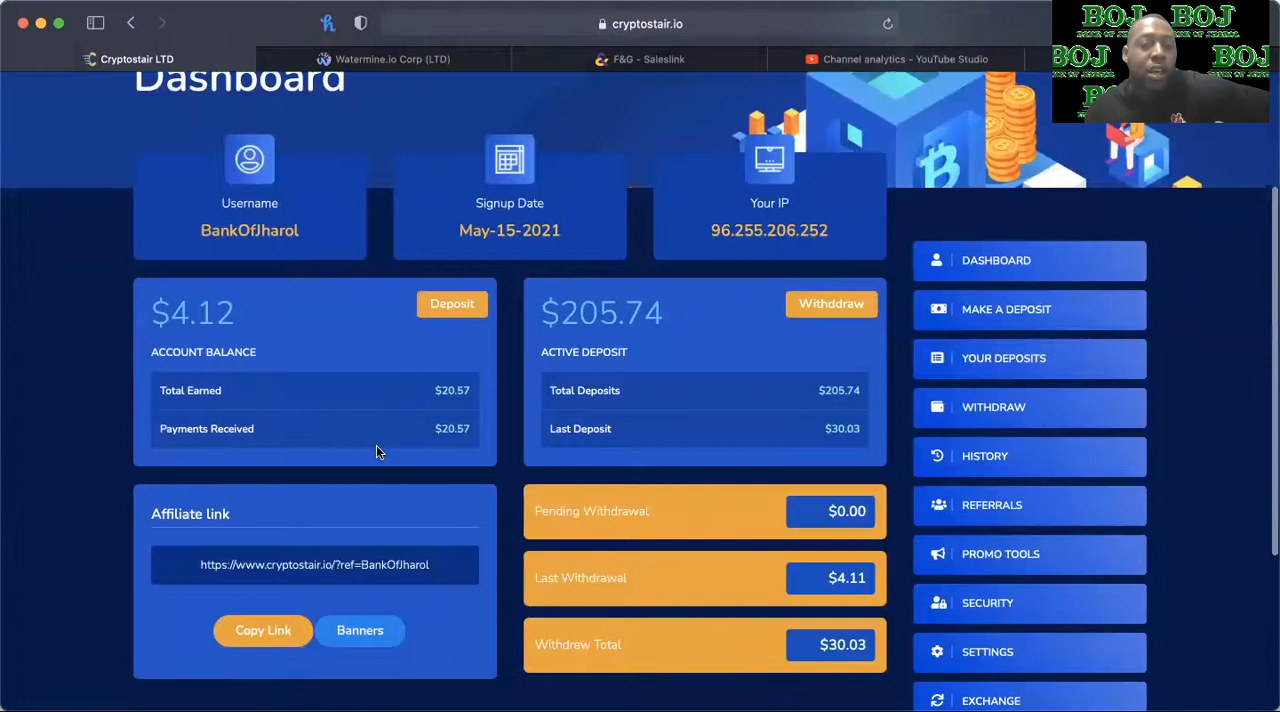 cryptostair.io
Cryptostair LTD
Watermine.io Corp (LTD)
F&G - Saleslink
Channel analytics - YouTube Studio
BOJ BOJ
BOJ BOJ
Dashboard
Username
BankOfJharol
Signup Date
May-15-2021
Your IP
96.255.206.252
$4.12
Deposit
ACCOUNT BALANCE
Total Earned $20.57
Payments Received $20.57
$205.74
Withddraw
ACTIVE DEPOSIT
Total Deposits $205.74
Last Deposit $30.03
Affiliate link
https://www.cryptostair.io/?ref=BankOfJharol
Copy Link
Banners
Pending Withdrawal $0.00
Last Withdrawal $4.11
Withdrew Total $30.03
DASHBOARD
MAKE A DEPOSIT
YOUR DEPOSITS
WITHDRAW
HISTORY
REFERRALS
PROMO TOOLS
SECURITY
SETTINGS
EXCHANGE